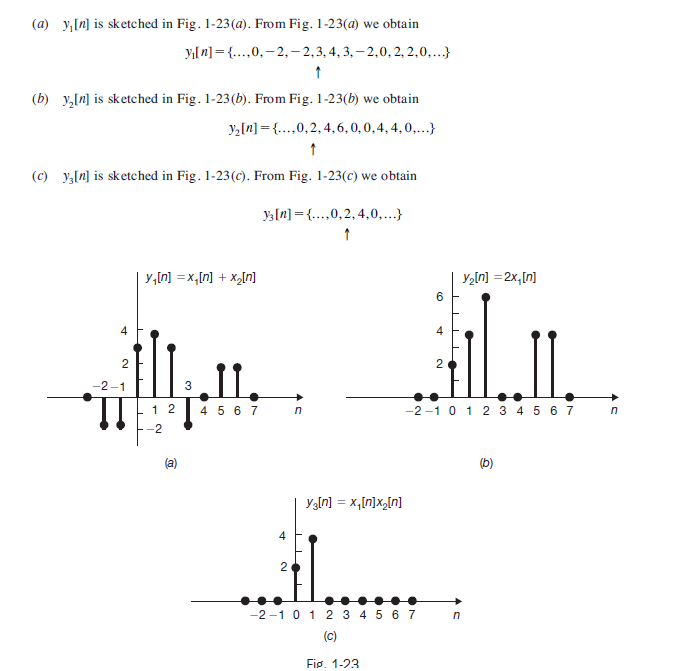 (a) y₁[n] is sketched in Fig. 1-23(a). From Fig. 1-23(a) we obtain
y₁[n] = {...,0,−2,−2,3,4,3,−2,0,2,2,0,...}
↑
(b) y₂[n] is sketched in Fig. 1-23(b). From Fig. 1-23(b) we obtain
y₂[n] = {...,0,2,4,6,0,0,4,4,0,...}
↑
(c) y₃[n] is sketched in Fig. 1-23(c). From Fig. 1-23(c) we obtain
y₃[n] = {...,0,2,4,0,...}
↑
y₁[n] = x₁[n] + x₂[n]
4
2
−2 −1 3
1 2 4 5 6 7 n
−2
(a)
y₂[n] = 2x₁[n]
6
4
2
−2 −1 0 1 2 3 4 5 6 7 n
(b)
y₃[n] = x₁[n]x₂[n]
4
2
−2 −1 0 1 2 3 4 5 6 7 n
(c)
Fig. 1-23